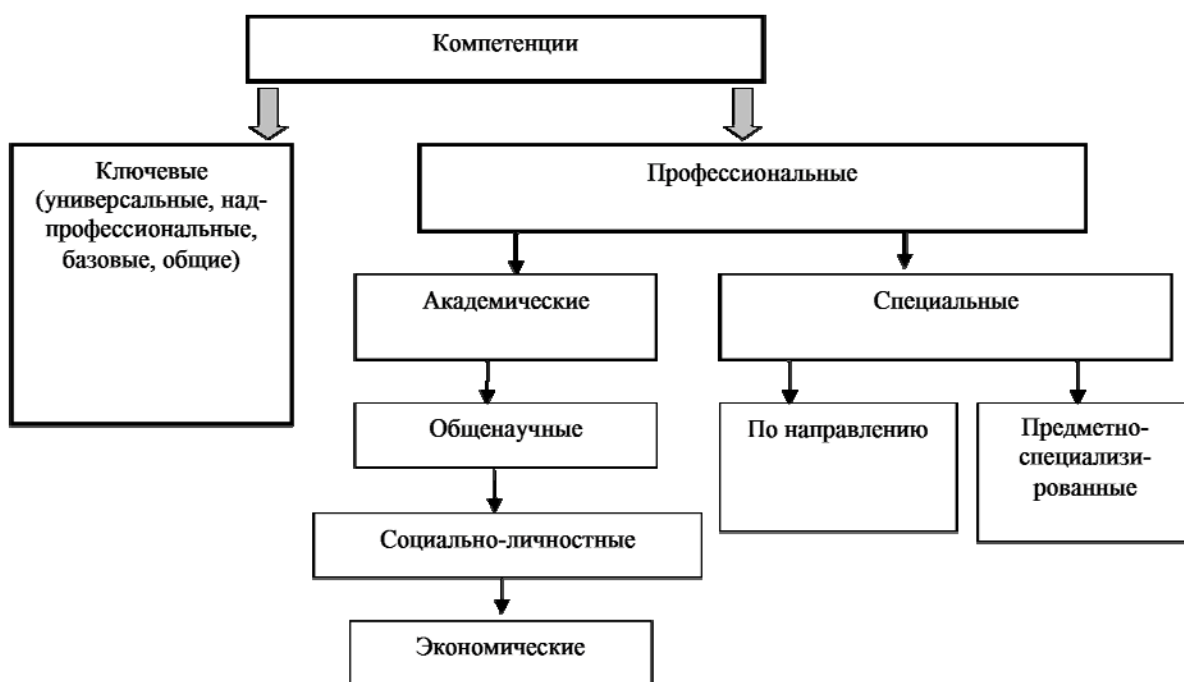 Компетенции
Ключевые
(универсальные, над-
профессиональные,
базовые, общие)
Профессиональные
Академические
Специальные
Общенаучные
По направлению
Предметно-
специализи-
рованные
Социально-личностные
Экономические